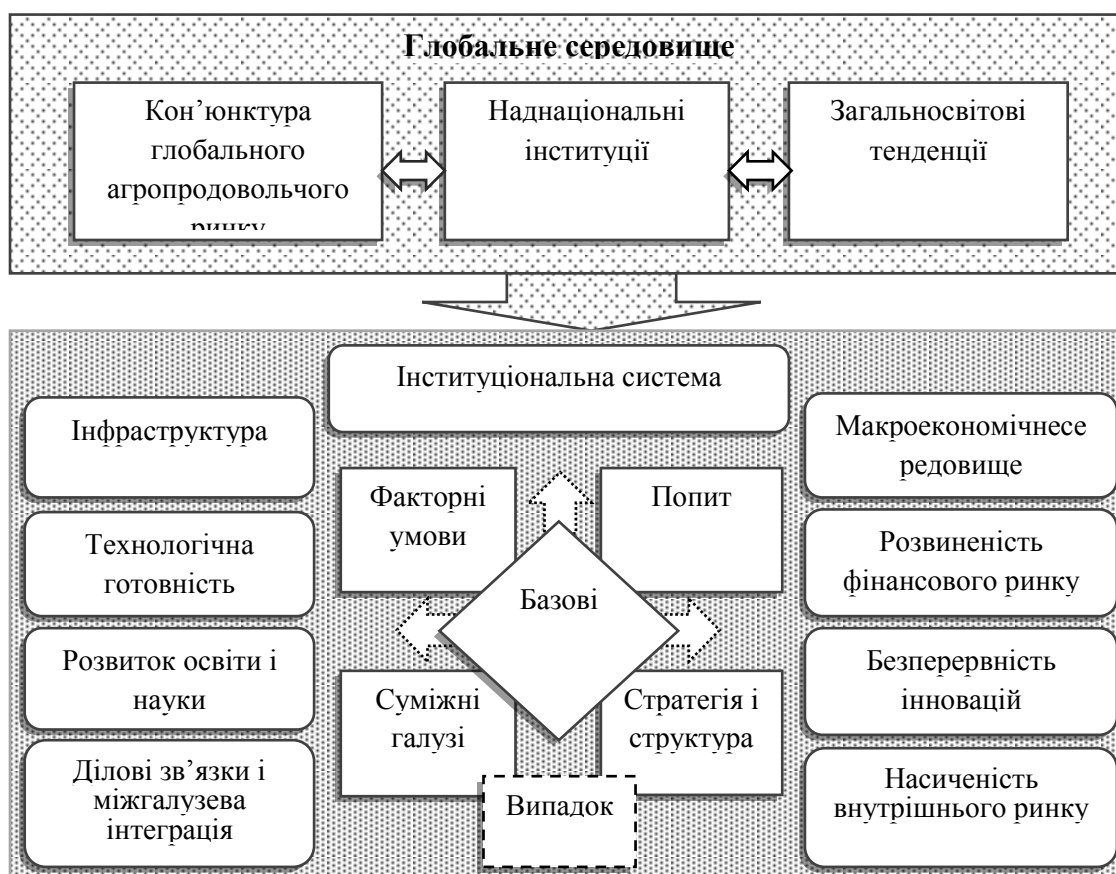 Глобальне середовище
Кон’юнктура
глобального
агропродовольчого
ринку
Наднаціональні
інституції
Загальносвітові
тенденції
Інституціональна система
Інфраструктура
Технологічна
готовність
Розвиток освіти і
науки
Ділові зв’язки і
міжгалузева
інтеграція
Факторні
умови
Попит
Базові
Суміжні
галузі
Стратегія і
структура
Випадок
Макроекономічнесе
редовище
Розвиненість
фінансового ринку
Безперервність
інновацій
Насиченість
внутрішнього ринку